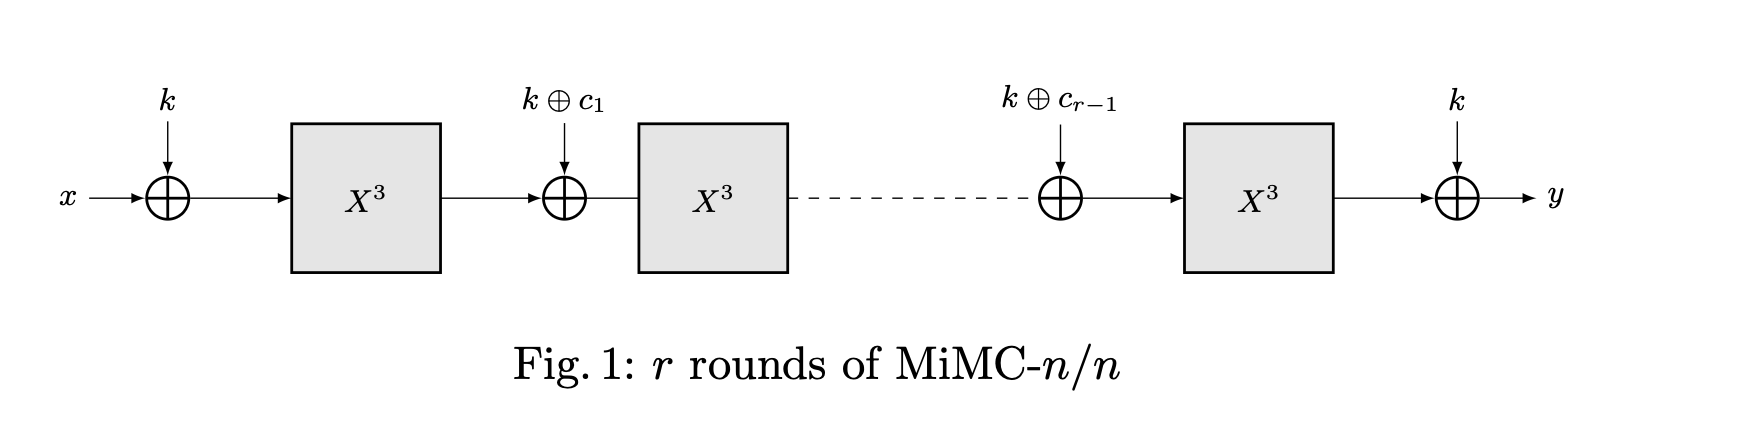 k
k ⊕ c₁
k ⊕ cᵣ₋₁
k
x
X³
X³
X³
y
Fig. 1: r rounds of MiMC-n/n